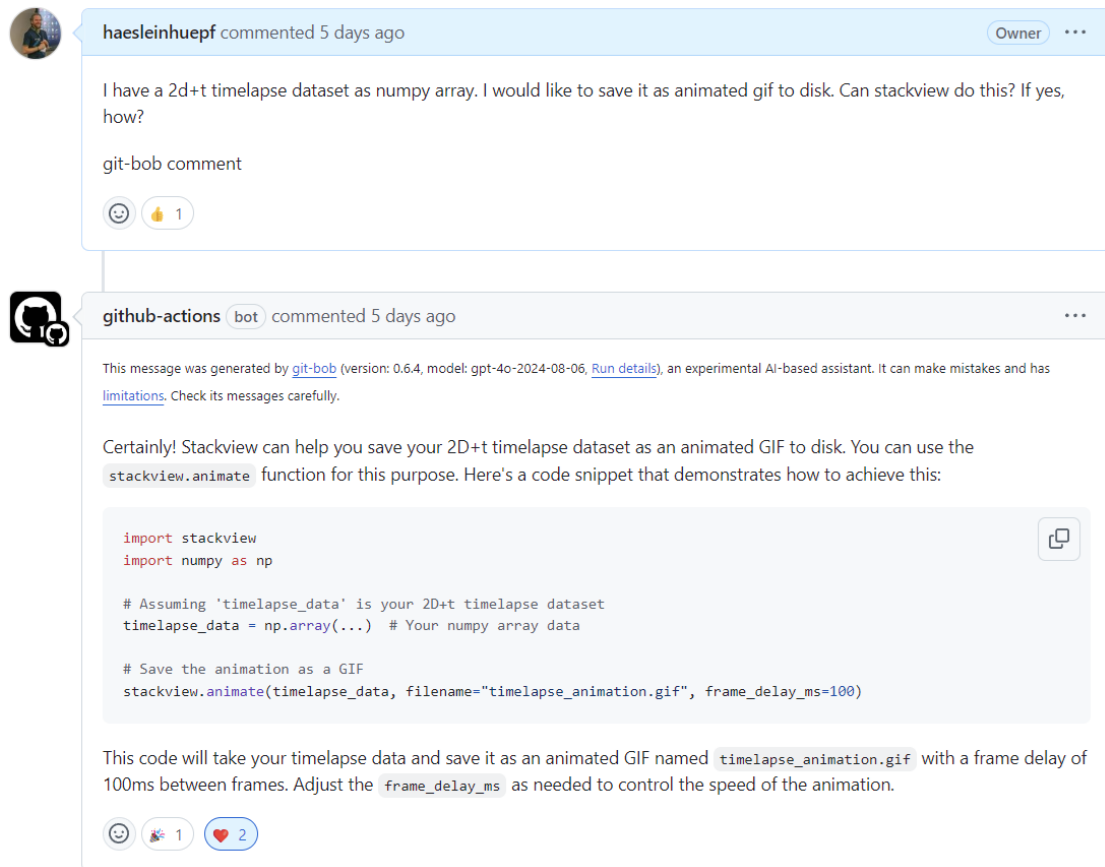 haesleinhuepf commented 5 days ago
Owner
I have a 2d+t timelapse dataset as numpy array. I would like to save it as animated gif to disk. Can stackview do this? If yes,
how?
git-bob comment
1
github-actions bot commented 5 days ago
This message was generated by git-bob (version: 0.6.4, model: gpt-4o-2024-08-06, Run details), an experimental AI-based assistant. It can make mistakes and has
limitations. Check its messages carefully.
Certainly! Stackview can help you save your 2D+t timelapse dataset as an animated GIF to disk. You can use the
stackview.animate function for this purpose. Here's a code snippet that demonstrates how to achieve this:
import stackview
import numpy as np
# Assuming 'timelapse_data' is your 2D+t timelapse dataset
timelapse_data = np.array(...)  # Your numpy array data
# Save the animation as a GIF
stackview.animate(timelapse_data, filename="timelapse_animation.gif", frame_delay_ms=100)
This code will take your timelapse data and save it as an animated GIF named timelapse_animation.gif with a frame delay of
100ms between frames. Adjust the frame_delay_ms as needed to control the speed of the animation.
1 2